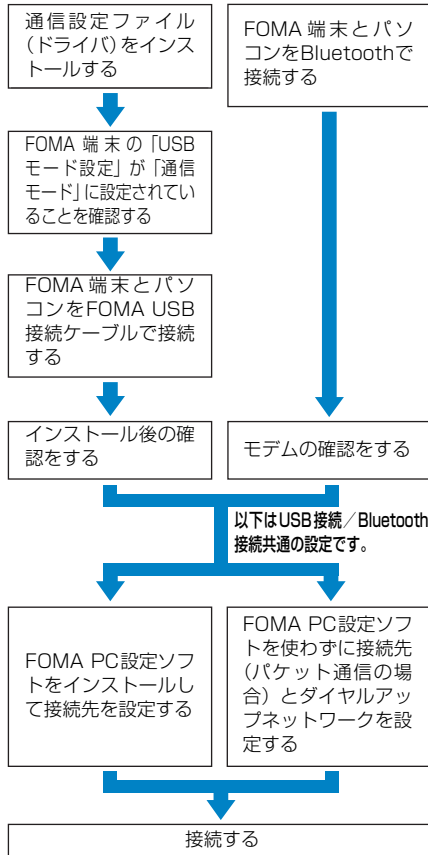 通信設定ファイル
(ドライバ)をインス
トールする
FOMA 端末とパソ
コンをBluetoothで
接続する
FOMA 端末の「USB
モード設定」が「通信
モード」に設定されてい
ることを確認する
FOMA 端末とパソ
コンをFOMA USB
接続ケーブルで接続
する
インストール後の確
認をする
モデムの確認をする
以下はUSB接続／Bluetooth
接続共通の設定です。
FOMA PC設定ソフ
トをインストールし
て接続先を設定する
FOMA PC設定ソフ
トを使わずに接続先
(パケット通信の場
合)とダイヤルアッ
プネットワークを設
定する
接続する